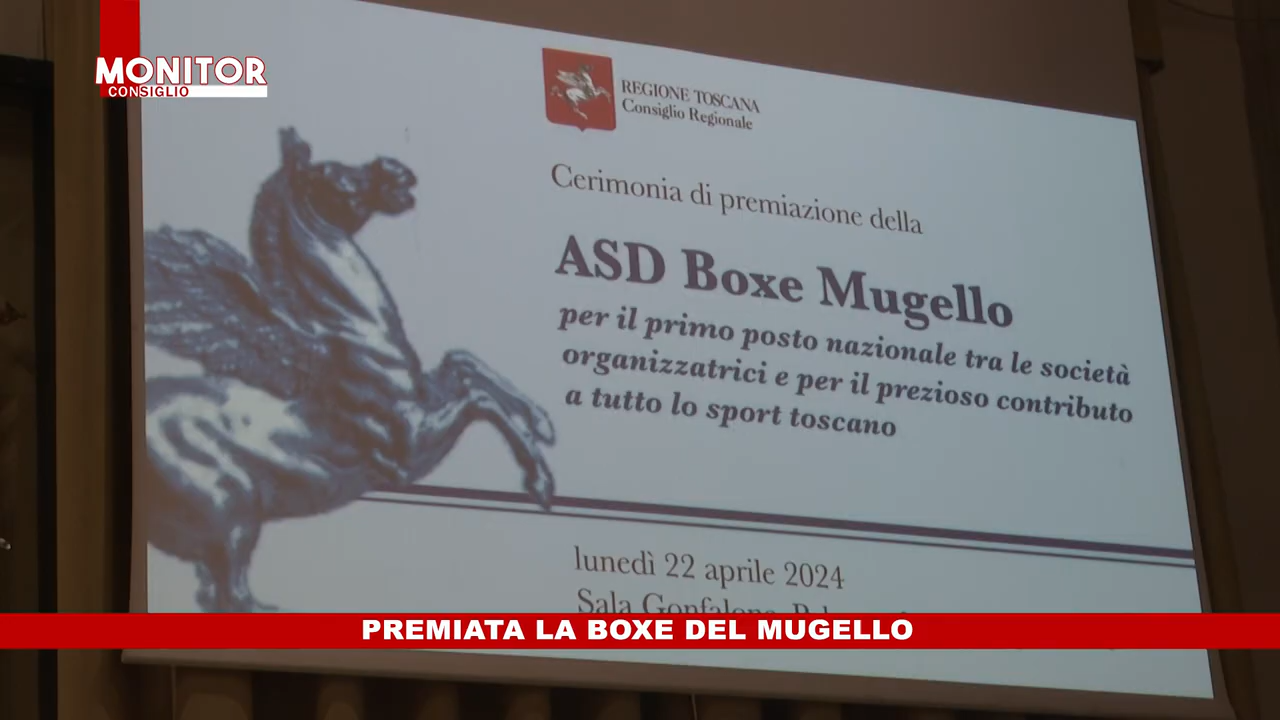 MONITOR
CONSIGLIO
REGIONE TOSCANA
Consiglio Regionale
Cerimonia di premiazione della
ASD Boxe Mugello
per il primo posto nazionale tra le società
organizzatrici e per il prezioso contributo
a tutto lo sport toscano
lunedì 22 aprile 2024
Sala Gonfalone
PREMIATA LA BOXE DEL MUGELLO